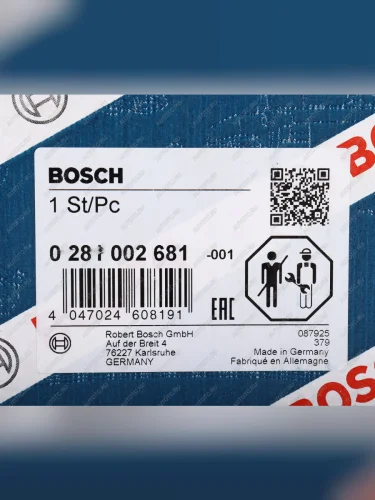 BOSCH
1 St/Pc
0 281 002 681 -001
4 047024 608191
EAC
Robert Bosch GmbH
Auf der Breit 4
76227 Karlsruhe
GERMANY
087925
379
Made in Germany
Fabriqué en Allemagne